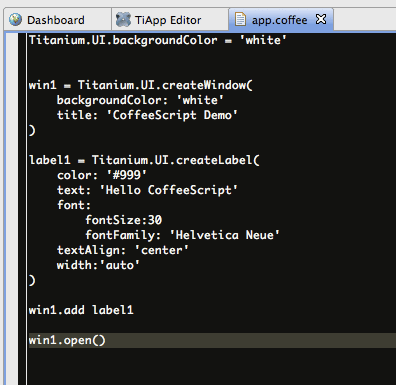 Dashboard TiApp Editor app.coffee
Titanium.UI.backgroundColor = 'white'
win1 = Titanium.UI.createWindow(
    backgroundColor: 'white'
    title: 'CoffeeScript Demo'
)
label1 = Titanium.UI.createLabel(
    color: '#999'
    text: 'Hello CoffeeScript'
    font:
        fontSize:30
        fontFamily: 'Helvetica Neue'
    textAlign: 'center'
    width:'auto'
)
win1.add label1
win1.open()